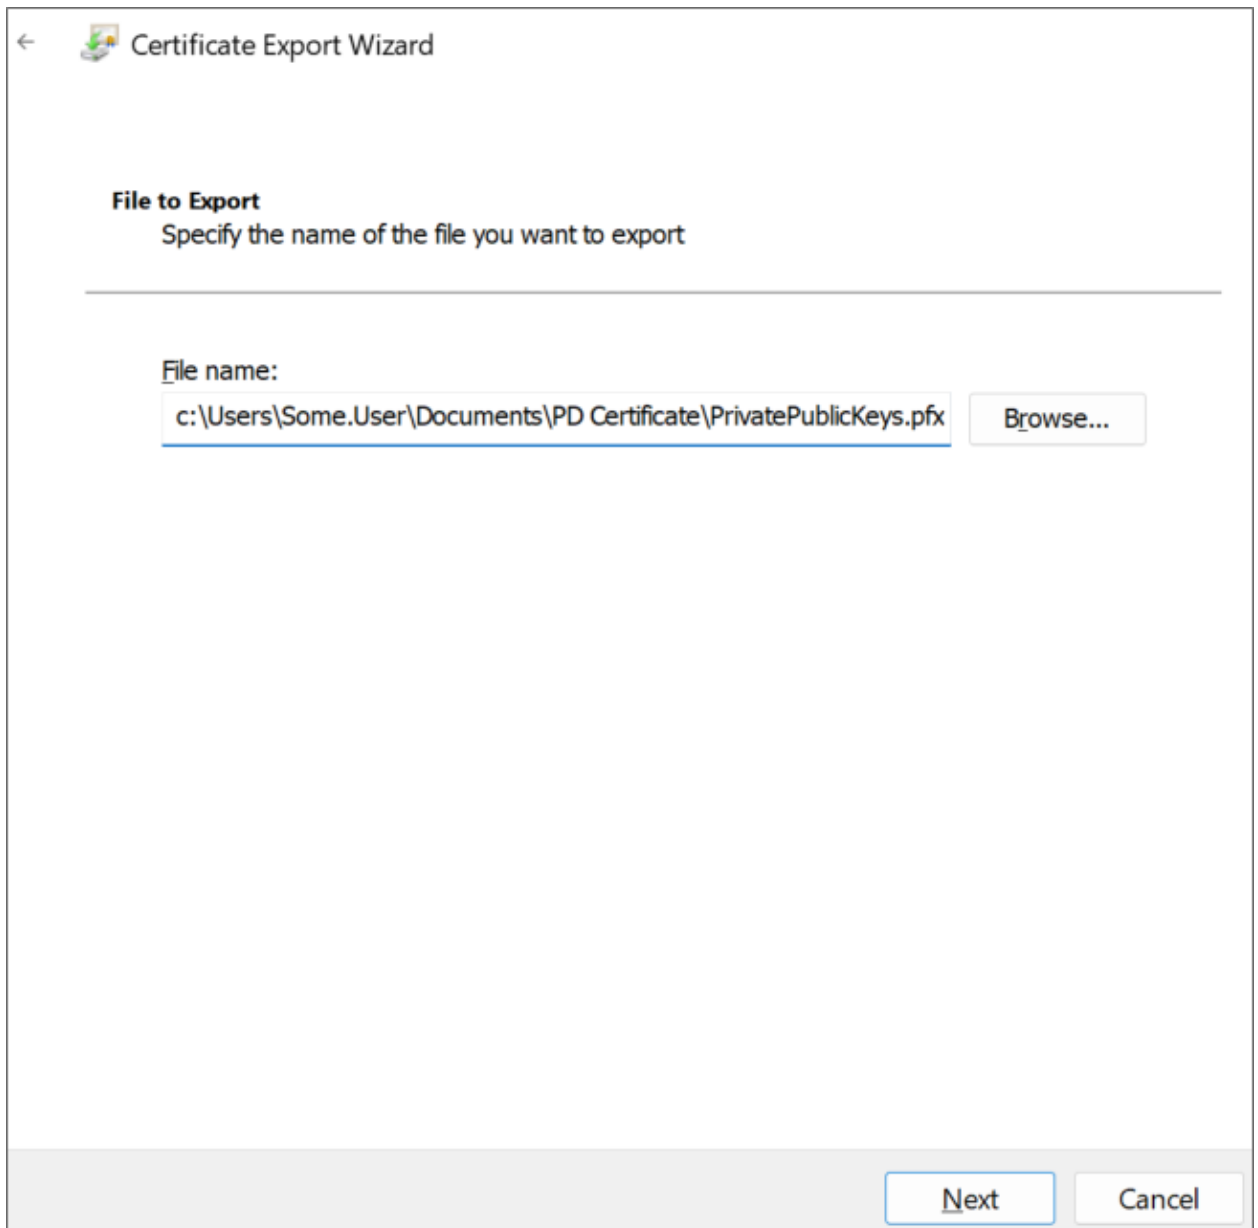 Certificate Export Wizard
File to Export
Specify the name of the file you want to export
File name:
c:\Users\Some.User\Documents\PD Certificate\PrivatePublicKeys.pfx
Browse...
Next
Cancel